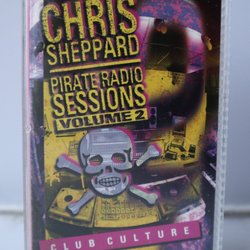 CHRIS
SHEPPARD
PIRATE RADIO
SESSIONS
VOLUME 2
CLUB CULTURE